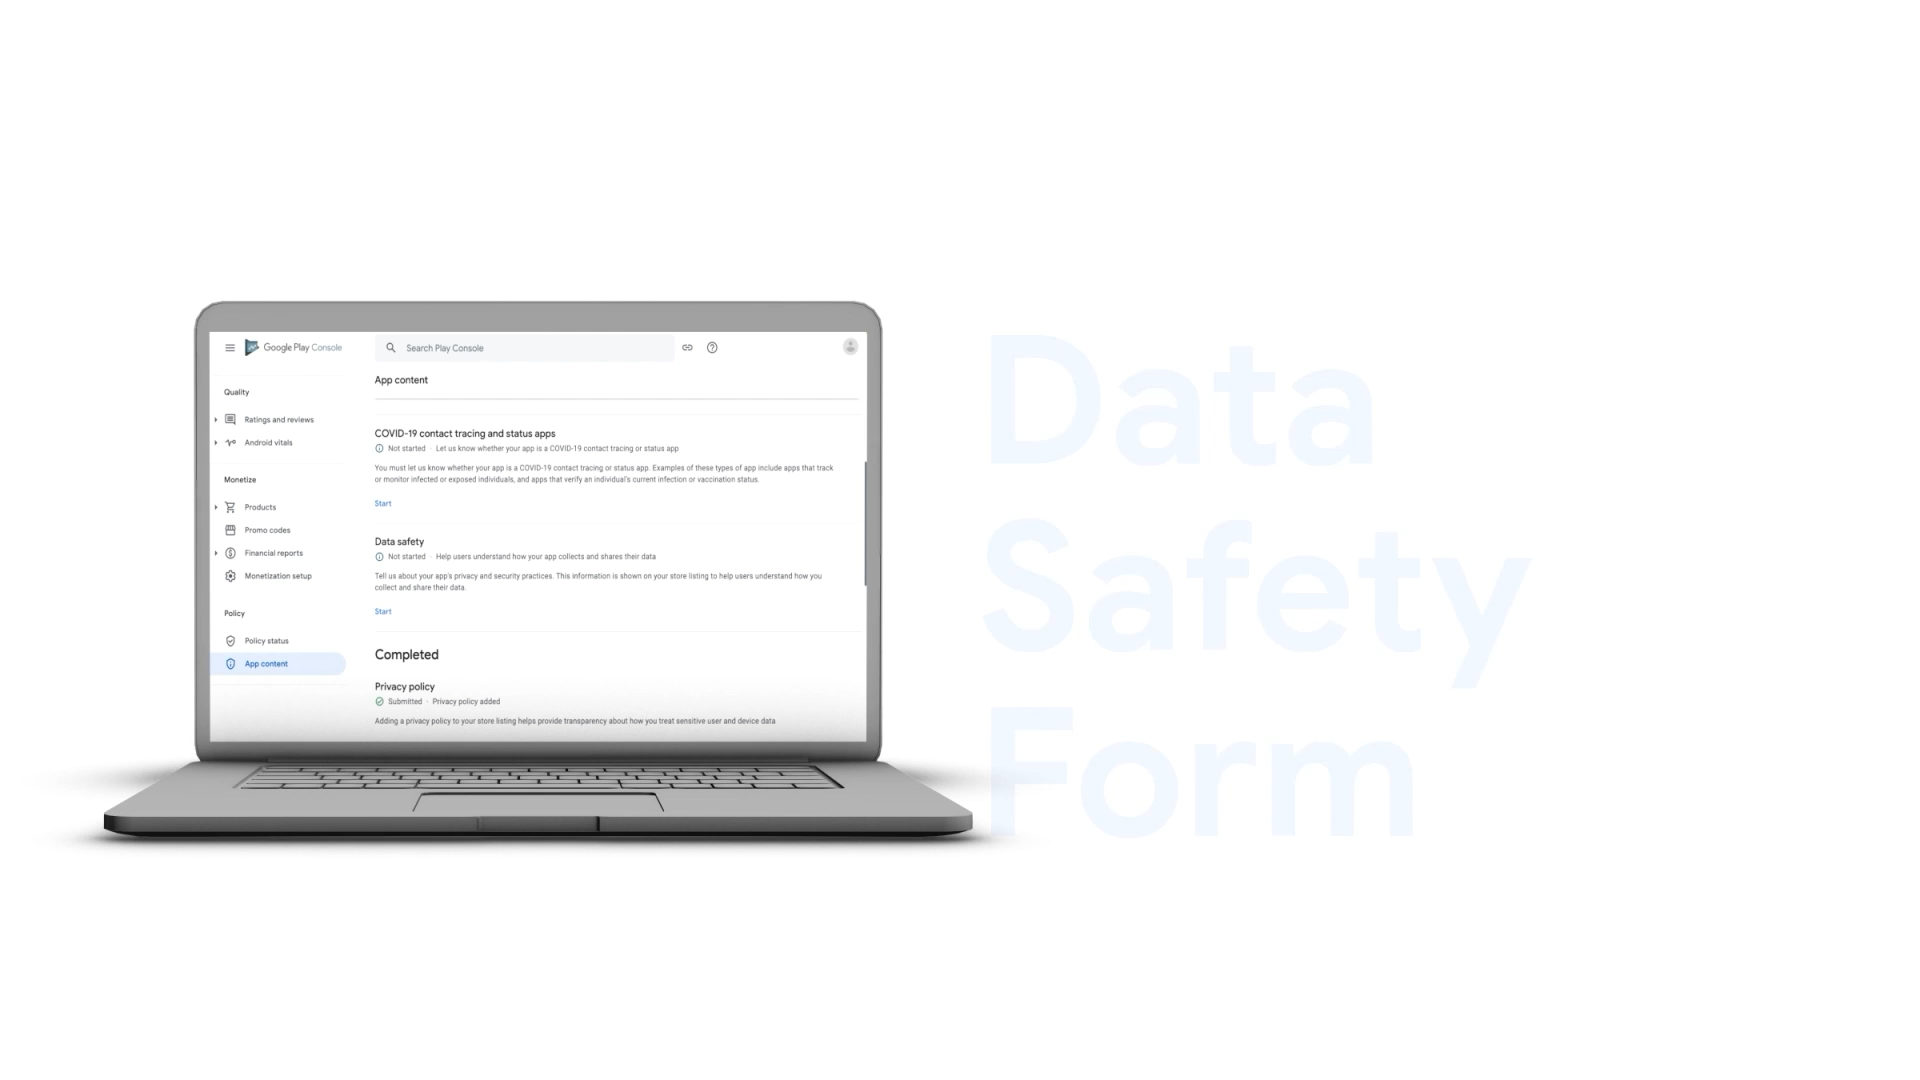 Google Play Console
Search Play Console
Quality
Ratings and reviews
Android vitals
Monetize
Products
Promo codes
Financial reports
Monetization setup
Policy
Policy status
App content
App content
COVID-19 contact tracing and status apps
Not started · Let us know whether your app is a COVID-19 contact tracing or status app
You must let us know whether your app is a COVID-19 contact tracing or status app. Examples of these types of app include apps that track
or monitor infected or exposed individuals, and apps that verify an individual's current infection or vaccination status.
Start
Data safety
Not started · Help users understand how your app collects and shares their data
Tell us about your app's privacy and security practices. This information is shown on your store listing to help users understand how you
collect and share their data.
Start
Completed
Privacy policy
Submitted · Privacy policy added
Adding a privacy policy to your store listing helps provide transparency about how you treat sensitive user and device data
Data
Safety
Form